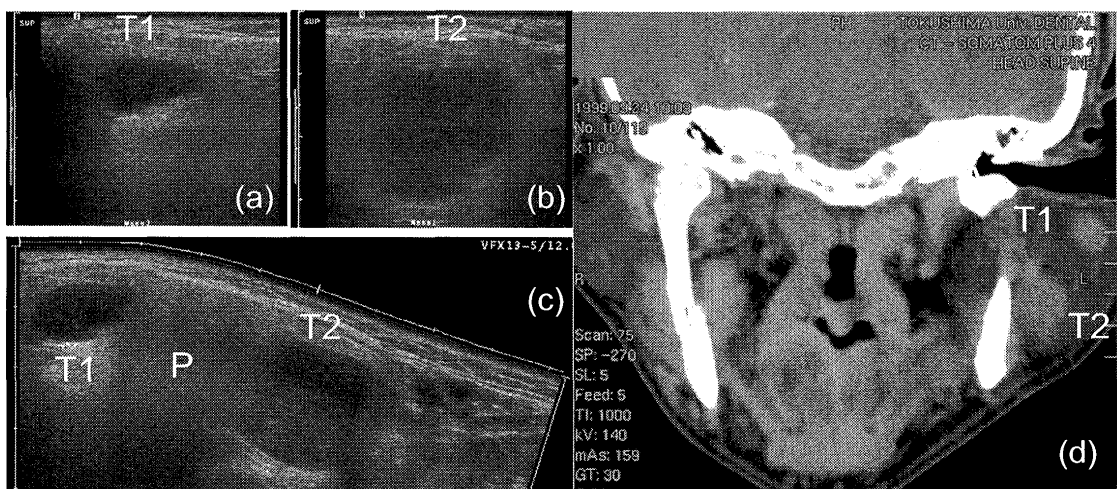 SUP
T1
(a)
SUP
T2
(b)
VFX13-5/12.
T2
T1
P
(c)
PH
TOKUSHIMA Univ. DENTAL
CT - SOMATOM PLUS 4
HEAD SUPINE
No. 10/11
x 1.00
T1
R
L
T2
Scan: 75
SP: -270
SL: 5
Feed: 5
TI: 1000
kV: 140
mAs: 159
GT: 30
(d)